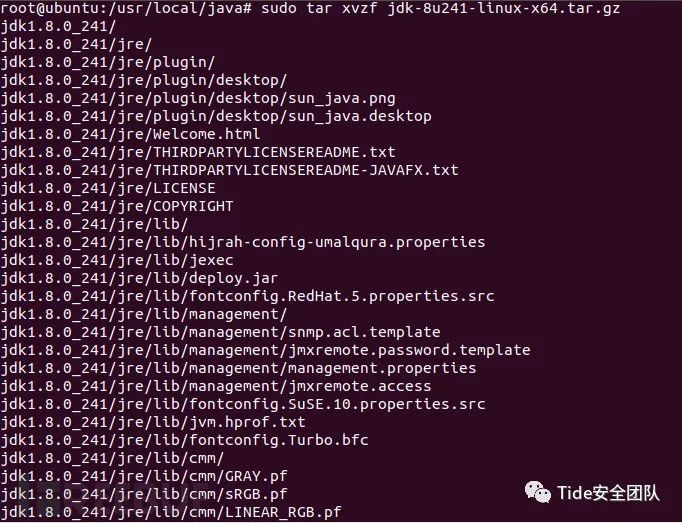 root@ubuntu:/usr/local/java# sudo tar xvzf jdk-8u241-linux-x64.tar.gz
jdk1.8.0_241/
jdk1.8.0_241/jre/
jdk1.8.0_241/jre/plugin/
jdk1.8.0_241/jre/plugin/desktop/
jdk1.8.0_241/jre/plugin/desktop/sun_java.png
jdk1.8.0_241/jre/plugin/desktop/sun_java.desktop
jdk1.8.0_241/jre/Welcome.html
jdk1.8.0_241/jre/THIRDPARTYLICENSEREADME.txt
jdk1.8.0_241/jre/THIRDPARTYLICENSEREADME-JAVAFX.txt
jdk1.8.0_241/jre/LICENSE
jdk1.8.0_241/jre/COPYRIGHT
jdk1.8.0_241/jre/lib/
jdk1.8.0_241/jre/lib/hijrah-config-umalqura.properties
jdk1.8.0_241/jre/lib/jexec
jdk1.8.0_241/jre/lib/deploy.jar
jdk1.8.0_241/jre/lib/fontconfig.RedHat.5.properties.src
jdk1.8.0_241/jre/lib/management/
jdk1.8.0_241/jre/lib/management/snmp.acl.template
jdk1.8.0_241/jre/lib/management/jmxremote.password.template
jdk1.8.0_241/jre/lib/management/management.properties
jdk1.8.0_241/jre/lib/management/jmxremote.access
jdk1.8.0_241/jre/lib/fontconfig.SuSE.10.properties.src
jdk1.8.0_241/jre/lib/jvm.hprof.txt
jdk1.8.0_241/jre/lib/fontconfig.Turbo.bfc
jdk1.8.0_241/jre/lib/cmm/
jdk1.8.0_241/jre/lib/cmm/GRAY.pf
jdk1.8.0_241/jre/lib/cmm/sRGB.pf
jdk1.8.0_241/jre/lib/cmm/LINEAR_RGB.pf
Tide安全团队